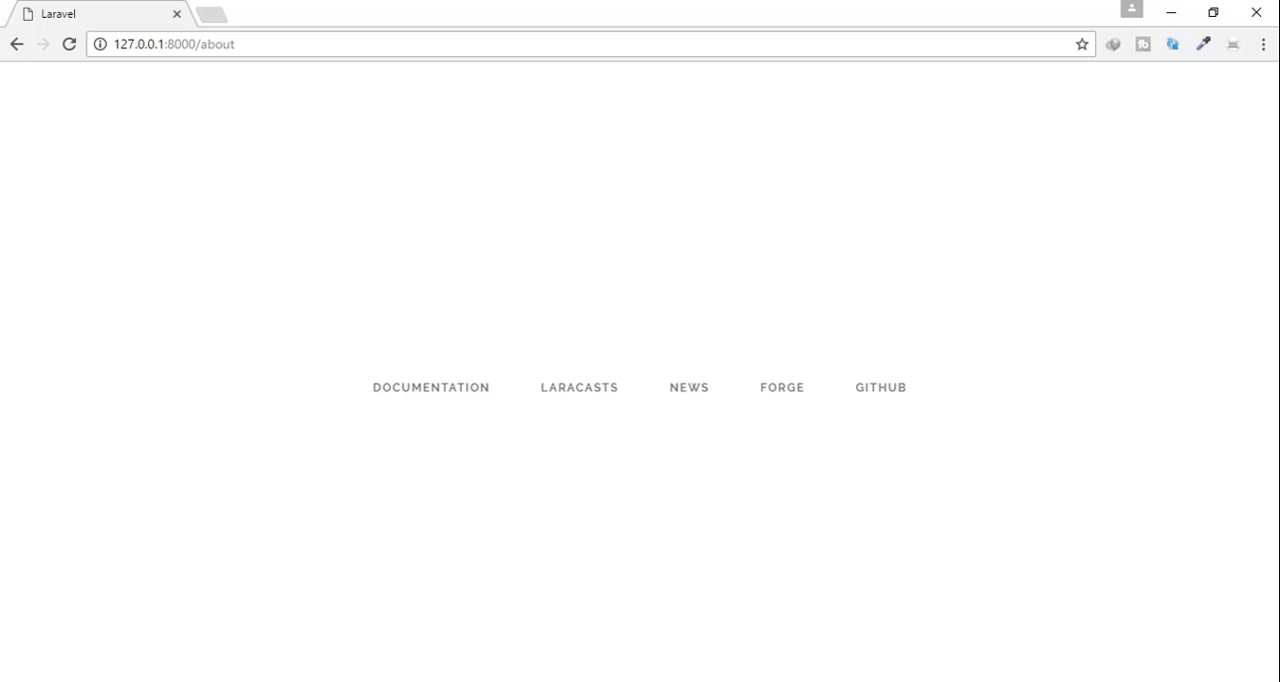 Laravel
127.0.0.1:8000/about
DOCUMENTATION LARACASTS NEWS FORGE GITHUB